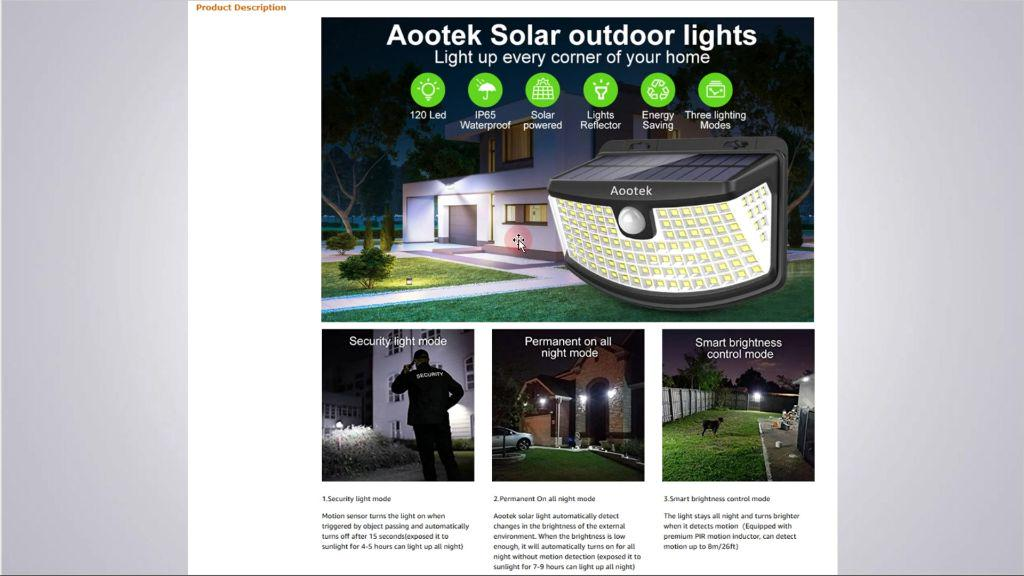 Product Description
Aootek Solar outdoor lights
Light up every corner of your home
120 Led
IP65
Waterproof
Solar
powered
Lights
Reflector
Energy
Saving
Three lighting
Modes
Aootek
Security light mode
SECURITY
Permanent on all
night mode
Smart brightness
control mode
1.Security light mode
Motion sensor turns the light on when
triggered by object passing and automatically
turns off after 15 seconds(exposed it to
sunlight for 4-5 hours can light up all night)
2.Permanent On all night mode
Aootek solar light automatically detect
changes in the brightness of the external
environment. When the brightness is low
enough, it will automatically turns on for all
night without motion detection (exposed it to
sunlight for 7-9 hours can light up all night)
3.Smart brightness control mode
The light stays all night and turns brighter
when it detects motion（Equipped with
premium PIR motion inductor, can detect
motion up to 8m/26ft)